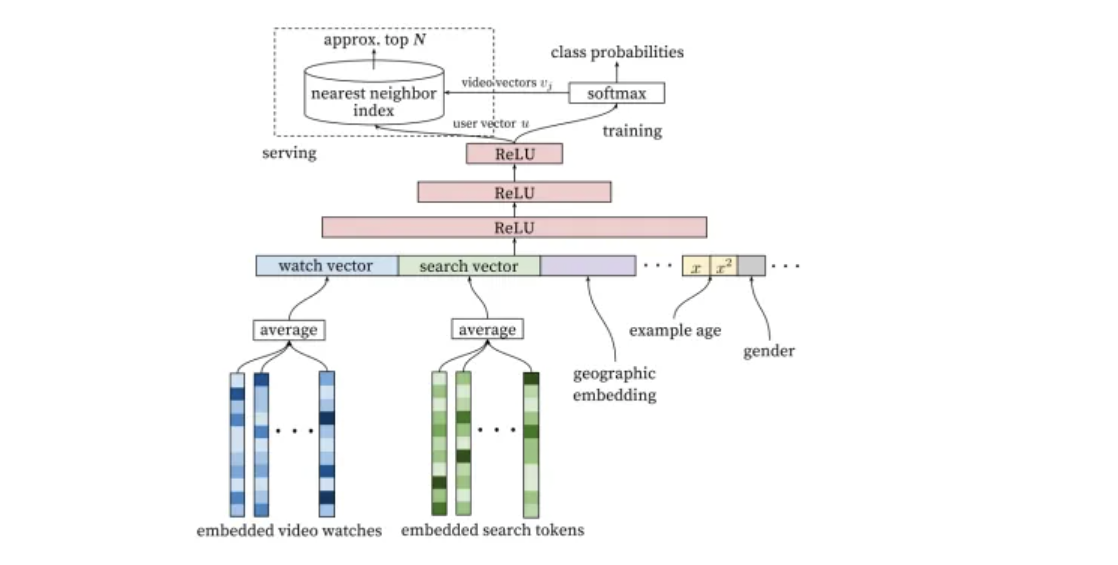 approx. top N
class probabilities
video vectors v_j
nearest neighbor
index
softmax
user vector u
training
serving
ReLU
ReLU
ReLU
watch vector
search vector
. . .
x
x²
. . .
average
average
example age
gender
geographic
embedding
. . .
. . .
embedded video watches
embedded search tokens